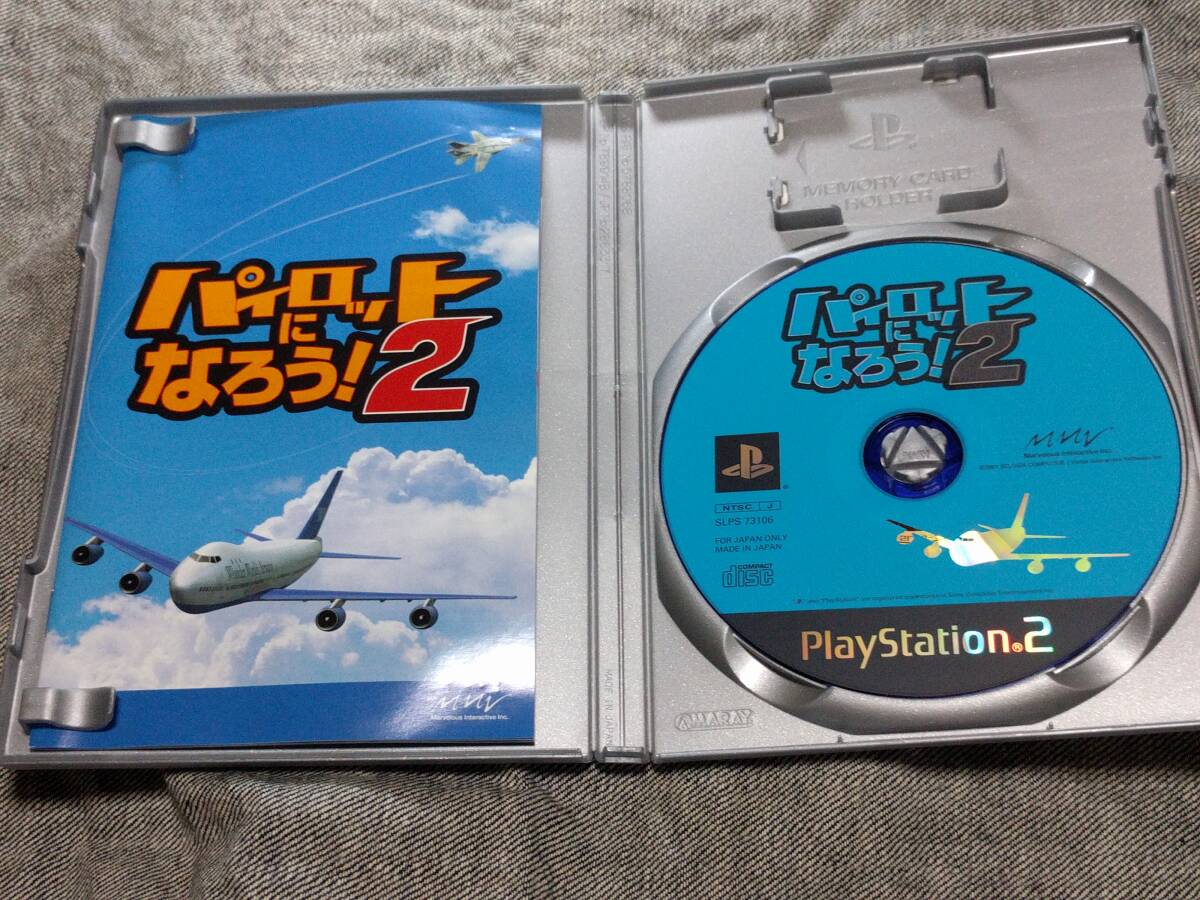 パイロット
に
なろう!2
Marvelous Interactive Inc.
MEMORY CARD
HOLDER
パイロット
に
なろう!2
Marvelous Interactive Inc.
NTSC J
SLPS 73106
FOR JAPAN ONLY
MADE IN JAPAN
COMPACT
disc
PlayStation®2
AMARAY
MADE IN JAPAN